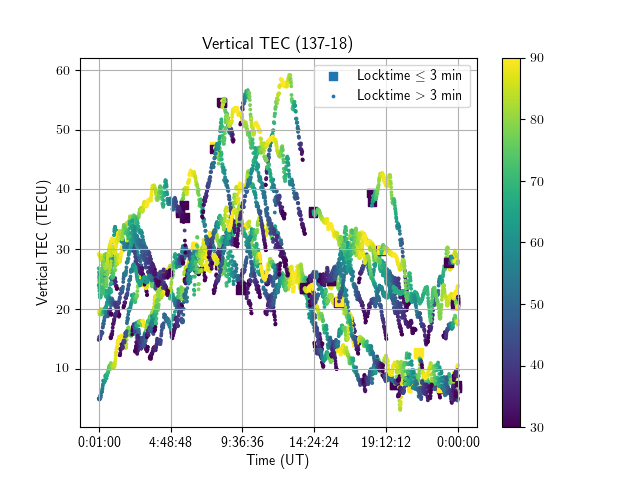 Vertical TEC (137-18)
Locktime ≤ 3 min
Locktime > 3 min
Vertical TEC (TECU)
60
50
40
30
20
10
0:01:00 4:48:48 9:36:36 14:24:24 19:12:12 0:00:00
Time (UT)
90
80
70
60
50
40
30